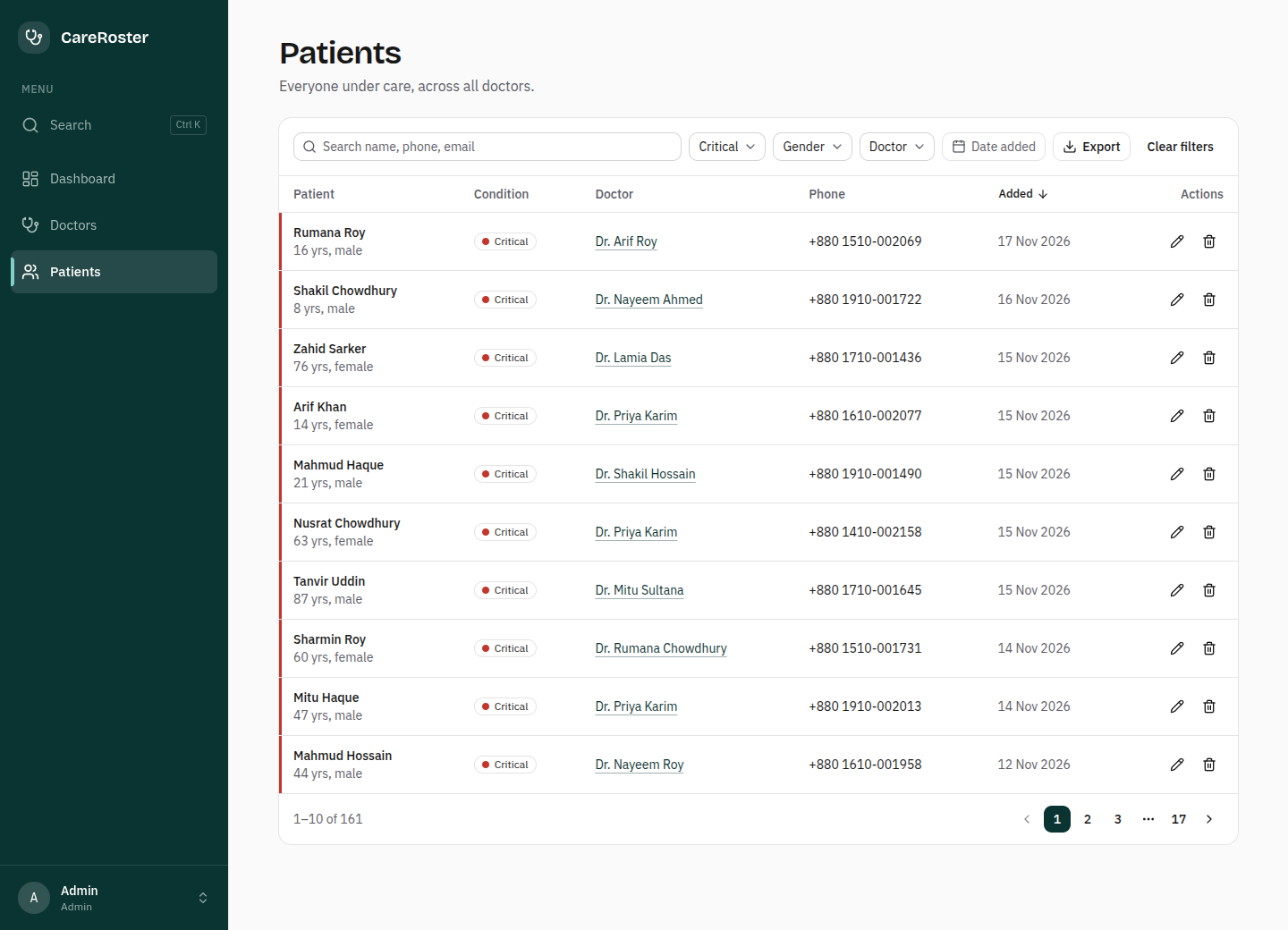 CareRoster
MENU
Search Ctrl K
Dashboard
Doctors
Patients
A Admin
Admin
Patients
Everyone under care, across all doctors.
Search name, phone, email Critical Gender Doctor Date added Export Clear filters
Patient Condition Doctor Phone Added Actions
Rumana Roy
16 yrs, male Critical Dr. Arif Roy +880 1510-002069 17 Nov 2026
Shakil Chowdhury
8 yrs, male Critical Dr. Nayeem Ahmed +880 1910-001722 16 Nov 2026
Zahid Sarker
76 yrs, female Critical Dr. Lamia Das +880 1710-001436 15 Nov 2026
Arif Khan
14 yrs, female Critical Dr. Priya Karim +880 1610-002077 15 Nov 2026
Mahmud Haque
21 yrs, male Critical Dr. Shakil Hossain +880 1910-001490 15 Nov 2026
Nusrat Chowdhury
63 yrs, female Critical Dr. Priya Karim +880 1410-002158 15 Nov 2026
Tanvir Uddin
87 yrs, male Critical Dr. Mitu Sultana +880 1710-001645 15 Nov 2026
Sharmin Roy
60 yrs, female Critical Dr. Rumana Chowdhury +880 1510-001731 14 Nov 2026
Mitu Haque
47 yrs, male Critical Dr. Priya Karim +880 1910-002013 14 Nov 2026
Mahmud Hossain
44 yrs, male Critical Dr. Nayeem Roy +880 1610-001958 12 Nov 2026
1–10 of 161 1 2 3 ··· 17